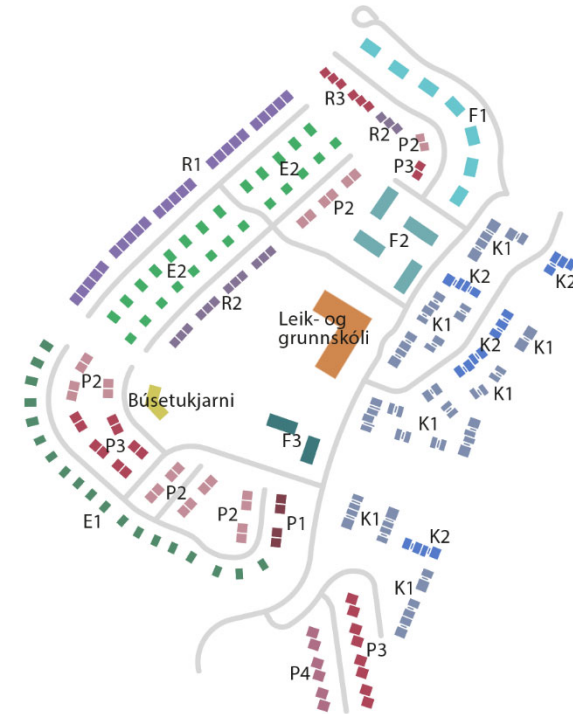 R3
F1
R2
P2
R1
P3
E2
P2
F2
K1
K2
K2
E2
R2
K1
Leik- og
grunnskóli
K2
K1
P2
Búsetukjarni
K1
K1
P3
F3
P2
P2
P1
E1
K1
K2
K1
P3
P4